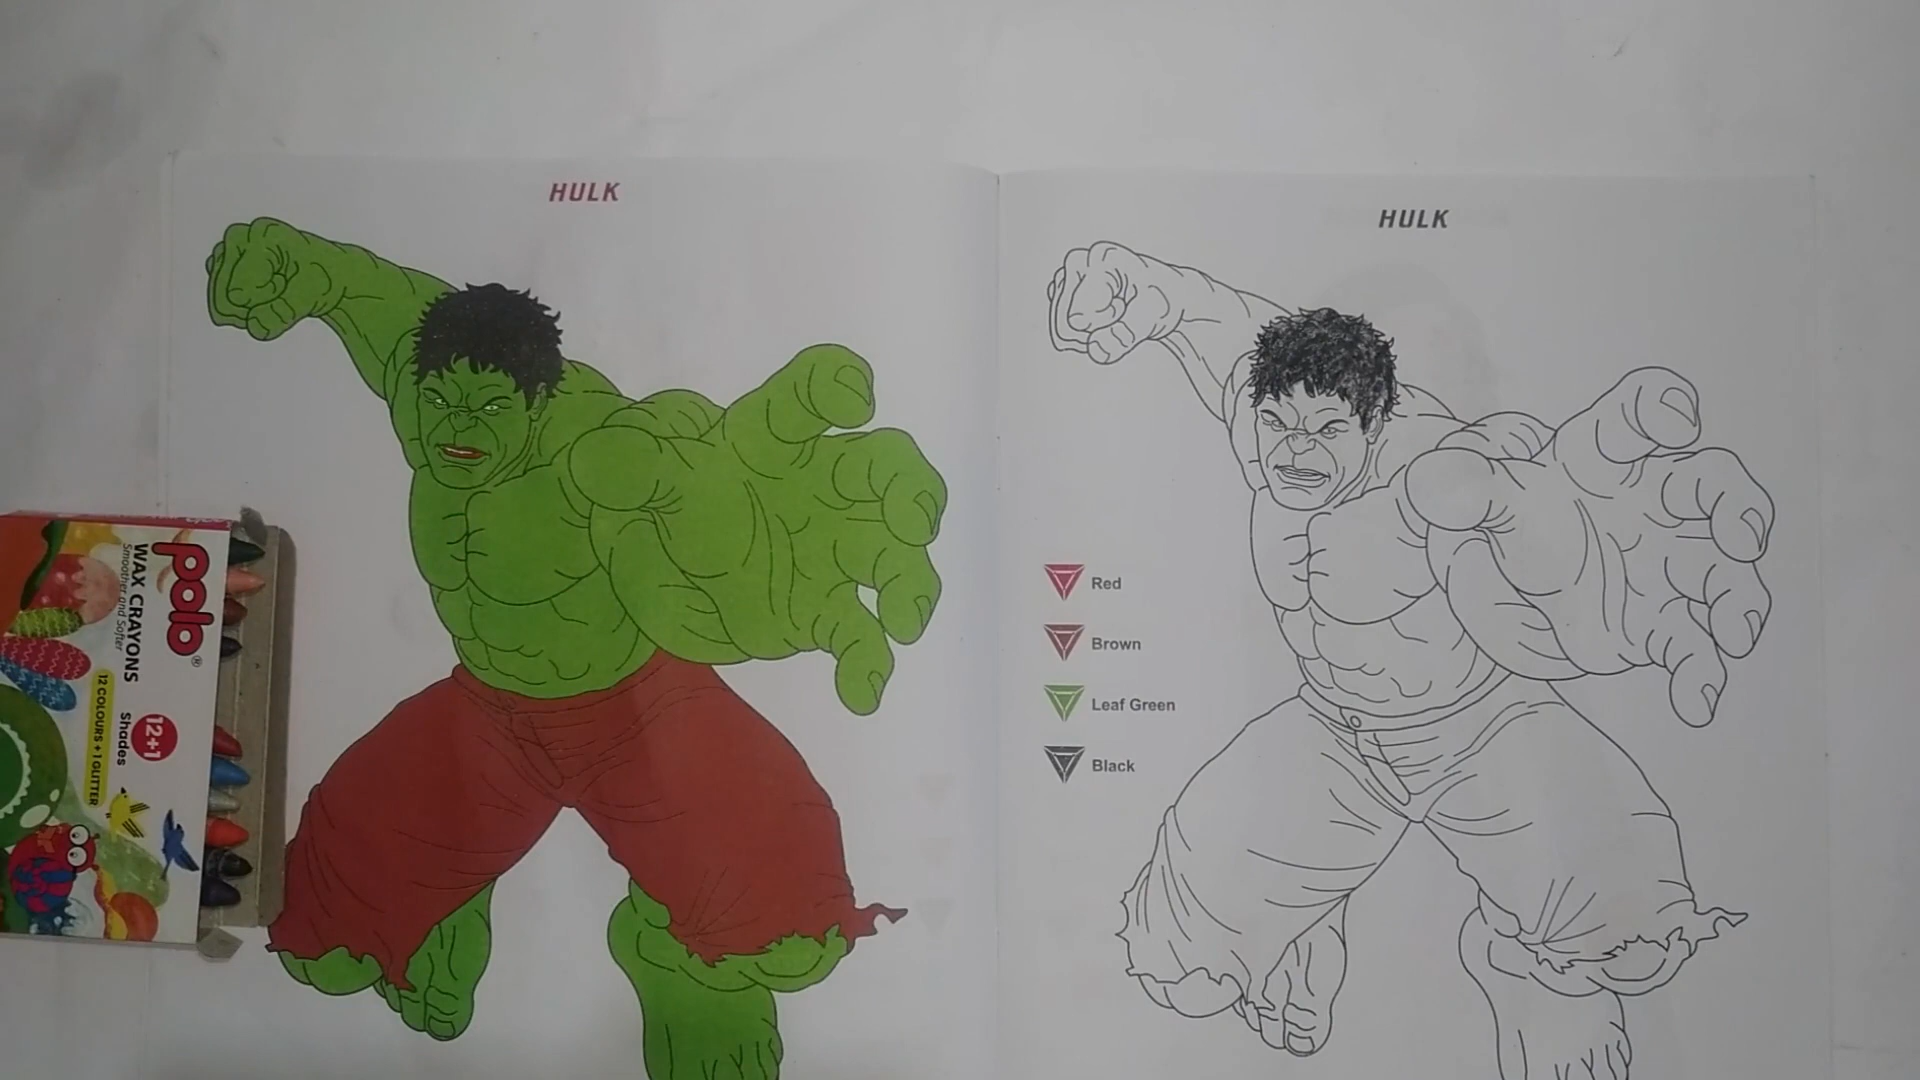 HULK
HULK
Red
Brown
Leaf Green
Black
polo®
WAX CRAYONS
Smoother and Softer
12+1
Shades
12 COLOURS + 1 GLITTER